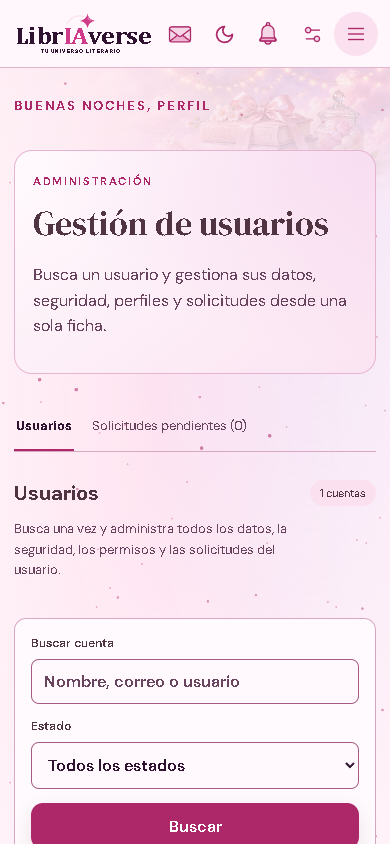 LibrIAverse
TU UNIVERSO LITERARIO
BUENAS NOCHES, PERFIL
ADMINISTRACIÓN
Gestión de usuarios
Busca un usuario y gestiona sus datos,
seguridad, perfiles y solicitudes desde una
sola ficha.
Usuarios Solicitudes pendientes (0)
Usuarios
1 cuentas
Busca una vez y administra todos los datos, la
seguridad, los permisos y las solicitudes del
usuario.
Buscar cuenta
Nombre, correo o usuario
Estado
Todos los estados
Buscar